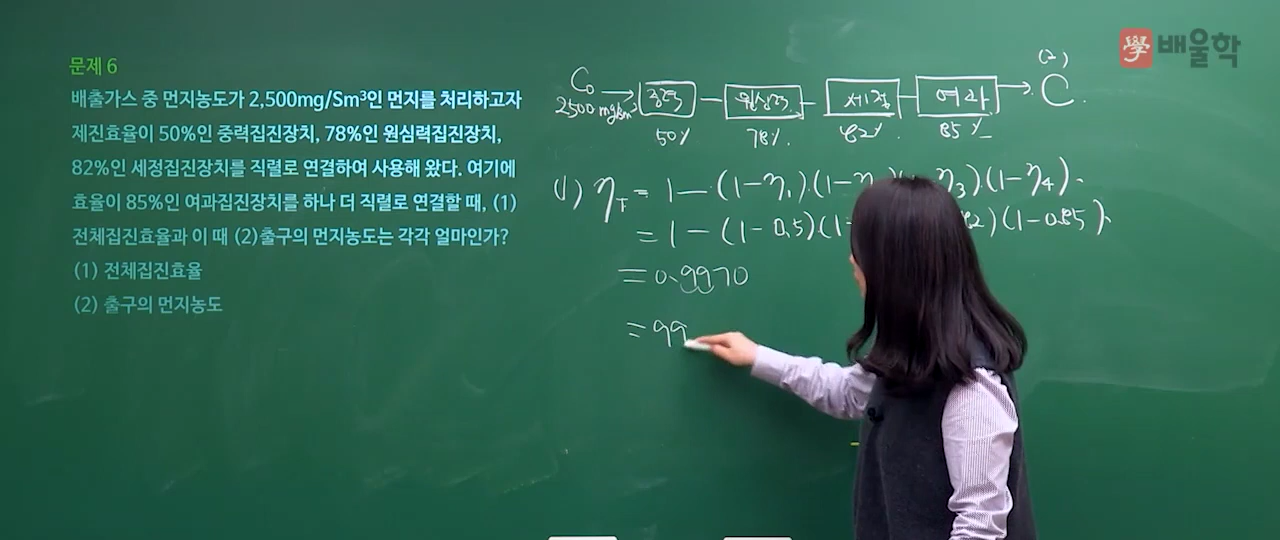 學 배울학
문제 6
배출가스 중 먼지농도가 2,500mg/Sm³인 먼지를 처리하고자
제진효율이 50%인 중력집진장치, 78%인 원심력집진장치,
82%인 세정집진장치를 직렬로 연결하여 사용해 왔다. 여기에
효율이 85%인 여과집진장치를 하나 더 직렬로 연결할 때, (1)
전체집진효율과 이 때 (2)출구의 먼지농도는 각각 얼마인가?
(1) 전체집진효율
(2) 출구의 먼지농도
(2)
C₀ → 중력 원심력 세정 여과 → C
2500 mg/Sm³
50% 78% 82% 85%
(1) η_T = 1 - (1-η₁)(1-η η₃)(1-η₄)
= 1 - (1-0.5)(1- 82)(1-0.85)
= 0.9970
= 99